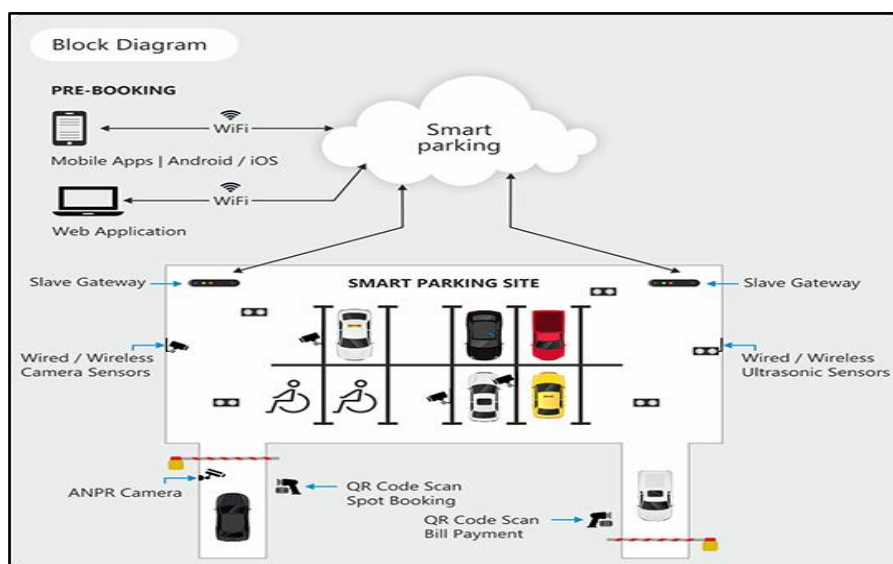 Block Diagram
PRE-BOOKING
WiFi
Mobile Apps | Android / iOS
WiFi
Web Application
Smart
parking
Slave Gateway
SMART PARKING SITE
Slave Gateway
Wired / Wireless
Camera Sensors
Wired / Wireless
Ultrasonic Sensors
ANPR Camera
QR Code Scan
Spot Booking
QR Code Scan
Bill Payment